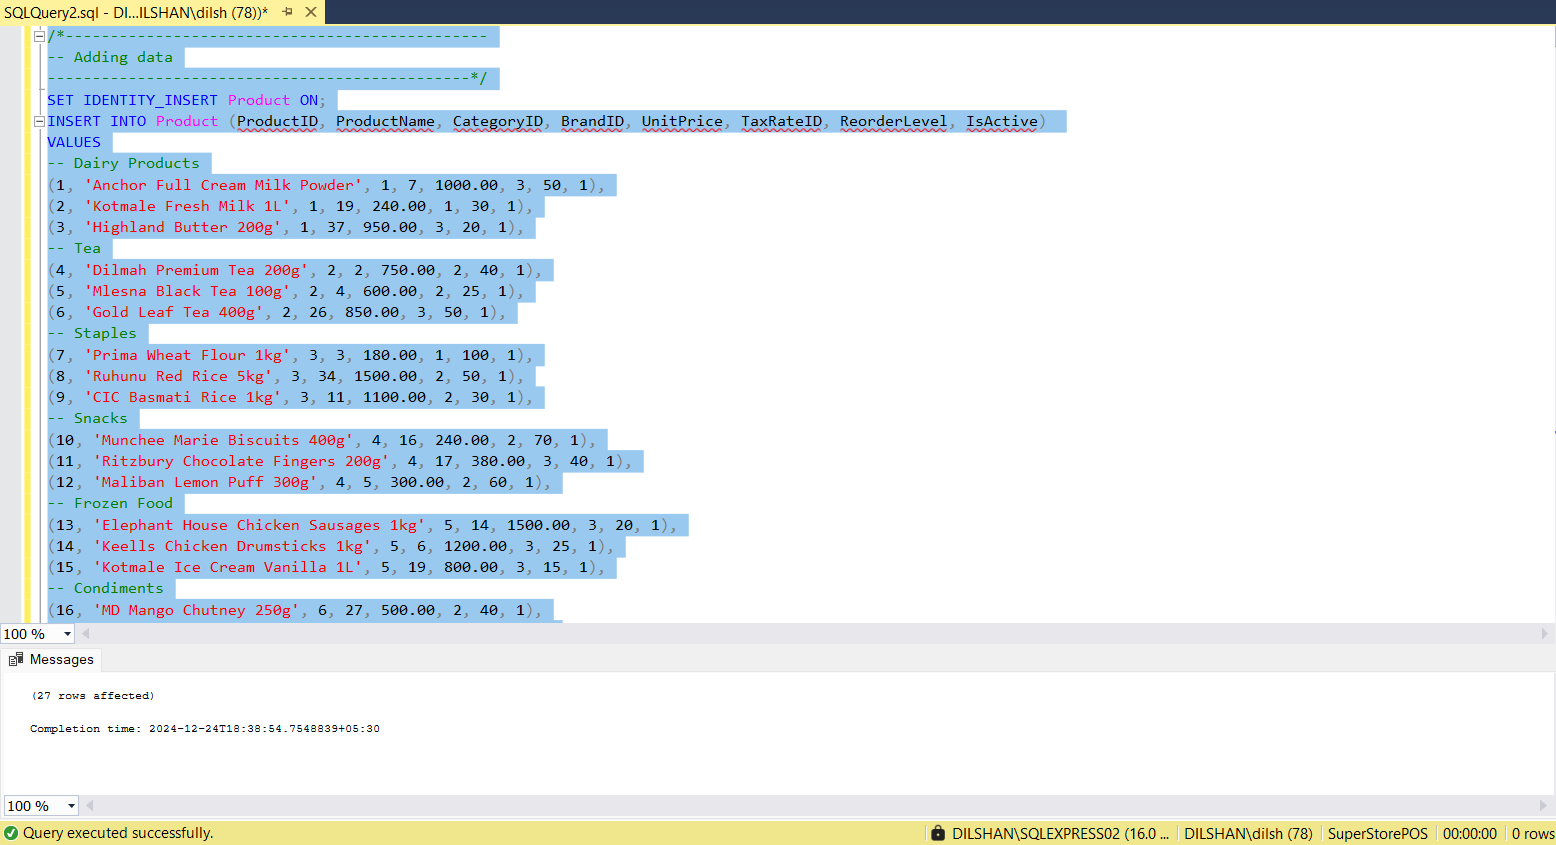 SQLQuery2.sql - DI...ILSHAN\dilsh (78))*
/*-----------------------------------------------
-- Adding data
-----------------------------------------------*/
SET IDENTITY_INSERT Product ON;
INSERT INTO Product (ProductID, ProductName, CategoryID, BrandID, UnitPrice, TaxRateID, ReorderLevel, IsActive)
VALUES
-- Dairy Products
(1, 'Anchor Full Cream Milk Powder', 1, 7, 1000.00, 3, 50, 1),
(2, 'Kotmale Fresh Milk 1L', 1, 19, 240.00, 1, 30, 1),
(3, 'Highland Butter 200g', 1, 37, 950.00, 3, 20, 1),
-- Tea
(4, 'Dilmah Premium Tea 200g', 2, 2, 750.00, 2, 40, 1),
(5, 'Mlesna Black Tea 100g', 2, 4, 600.00, 2, 25, 1),
(6, 'Gold Leaf Tea 400g', 2, 26, 850.00, 3, 50, 1),
-- Staples
(7, 'Prima Wheat Flour 1kg', 3, 3, 180.00, 1, 100, 1),
(8, 'Ruhunu Red Rice 5kg', 3, 34, 1500.00, 2, 50, 1),
(9, 'CIC Basmati Rice 1kg', 3, 11, 1100.00, 2, 30, 1),
-- Snacks
(10, 'Munchee Marie Biscuits 400g', 4, 16, 240.00, 2, 70, 1),
(11, 'Ritzbury Chocolate Fingers 200g', 4, 17, 380.00, 3, 40, 1),
(12, 'Maliban Lemon Puff 300g', 4, 5, 300.00, 2, 60, 1),
-- Frozen Food
(13, 'Elephant House Chicken Sausages 1kg', 5, 14, 1500.00, 3, 20, 1),
(14, 'Keells Chicken Drumsticks 1kg', 5, 6, 1200.00, 3, 25, 1),
(15, 'Kotmale Ice Cream Vanilla 1L', 5, 19, 800.00, 3, 15, 1),
-- Condiments
(16, 'MD Mango Chutney 250g', 6, 27, 500.00, 2, 40, 1),
100 %
Messages
(27 rows affected)
Completion time: 2024-12-24T18:38:54.7548839+05:30
100 %
Query executed successfully.
DILSHAN\SQLEXPRESS02 (16.0 ...
DILSHAN\dilsh (78)
SuperStorePOS
00:00:00
0 rows